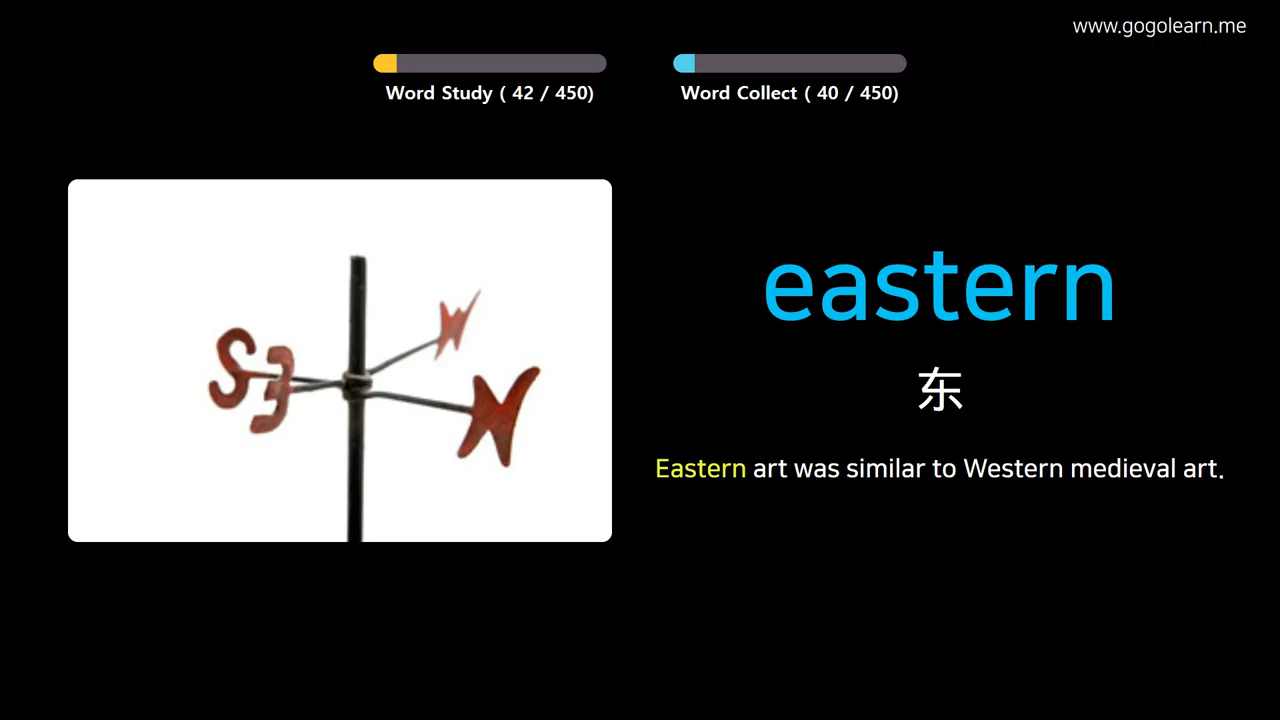 www.gogolearn.me
Word Study ( 42 / 450)
Word Collect ( 40 / 450)
S
E
W
N
eastern
东
Eastern art was similar to Western medieval art.